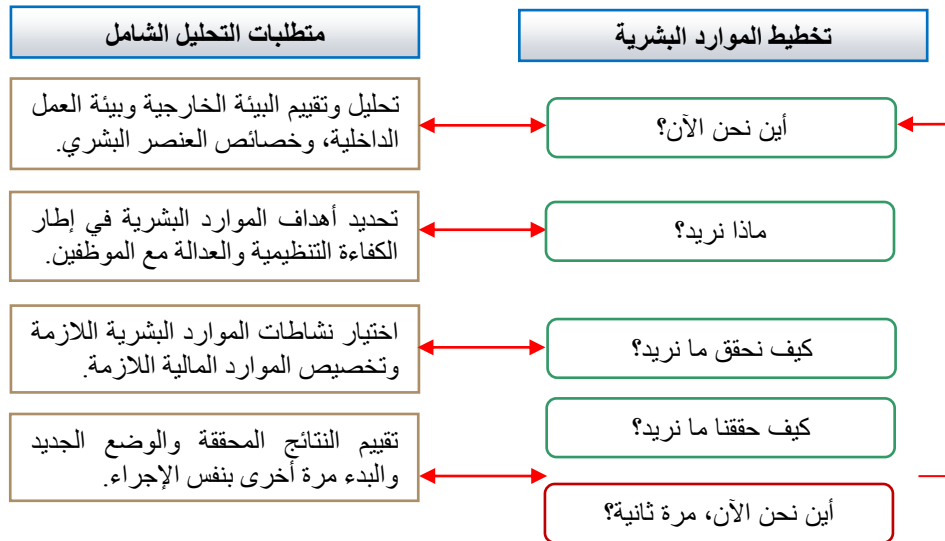 تخطيط الموارد البشرية
متطلبات التحليل الشامل
أين نحن الآن؟
تحليل وتقييم البيئة الخارجية وبيئة العمل
الداخلية، وخصائص العنصر البشري.
ماذا نريد؟
تحديد أهداف الموارد البشرية في إطار
الكفاءة التنظيمية والعدالة مع الموظفين.
كيف نحقق ما نريد؟
اختيار نشاطات الموارد البشرية اللازمة
وتخصيص الموارد المالية اللازمة.
كيف حققنا ما نريد؟
تقييم النتائج المحققة والوضع الجديد
والبدء مرة أخرى بنفس الإجراء.
أين نحن الآن، مرة ثانية؟